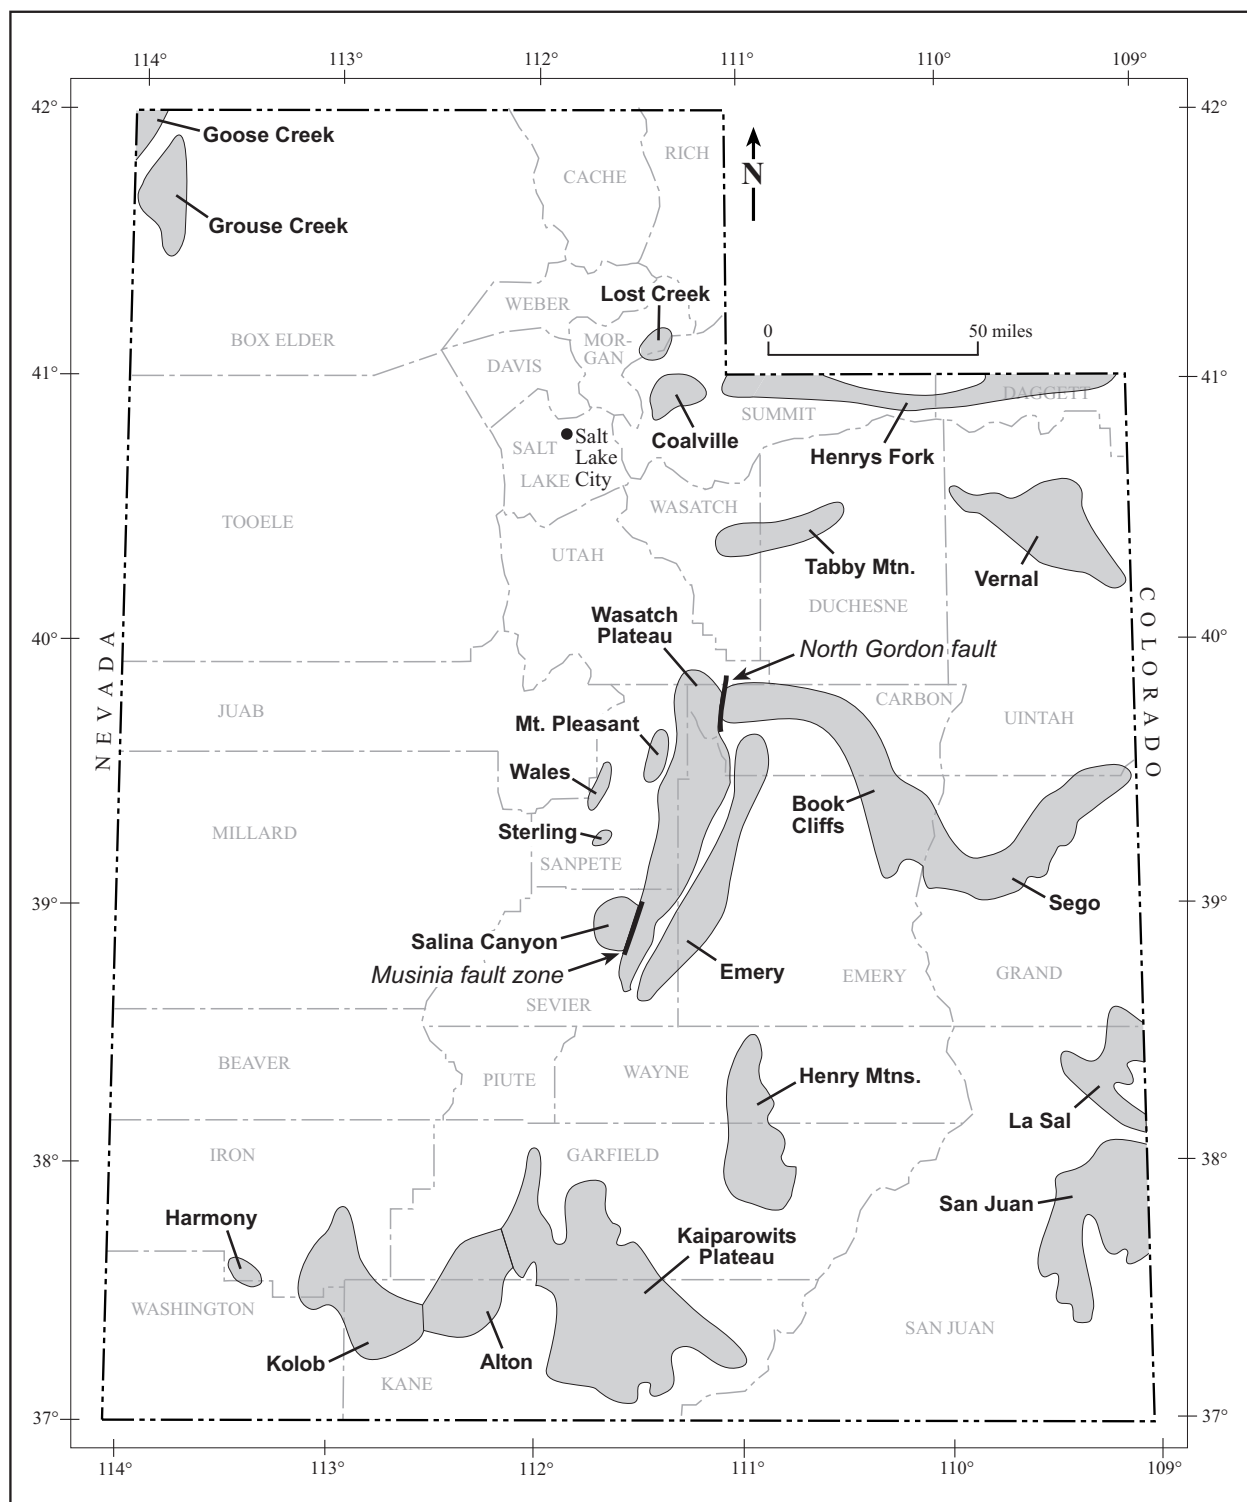 114°
113°
112°
111°
110°
109°
42°
42°
Goose Creek
RICH
N
CACHE
Grouse Creek
Lost Creek
WEBER
0
50 miles
BOX ELDER
MOR-
GAN
DAVIS
41°
41°
DAGGETT
SUMMIT
Coalville
Salt
Lake
City
SALT
LAKE
Henrys Fork
WASATCH
TOOELE
UTAH
Tabby Mtn.
Vernal
DUCHESNE
Wasatch
Plateau
40°
40°
NEVADA
COLORADO
North Gordon fault
CARBON
JUAB
UINTAH
Mt. Pleasant
Wales
Book
Cliffs
MILLARD
Sterling
SANPETE
39°
39°
Sego
Salina Canyon
Musinia fault zone
Emery
EMERY
GRAND
SEVIER
BEAVER
PIUTE
WAYNE
Henry Mtns.
La Sal
38°
38°
IRON
GARFIELD
San Juan
Harmony
Kaiparowits
Plateau
WASHINGTON
SAN JUAN
Kolob
Alton
KANE
37°
37°
114°
113°
112°
111°
110°
109°